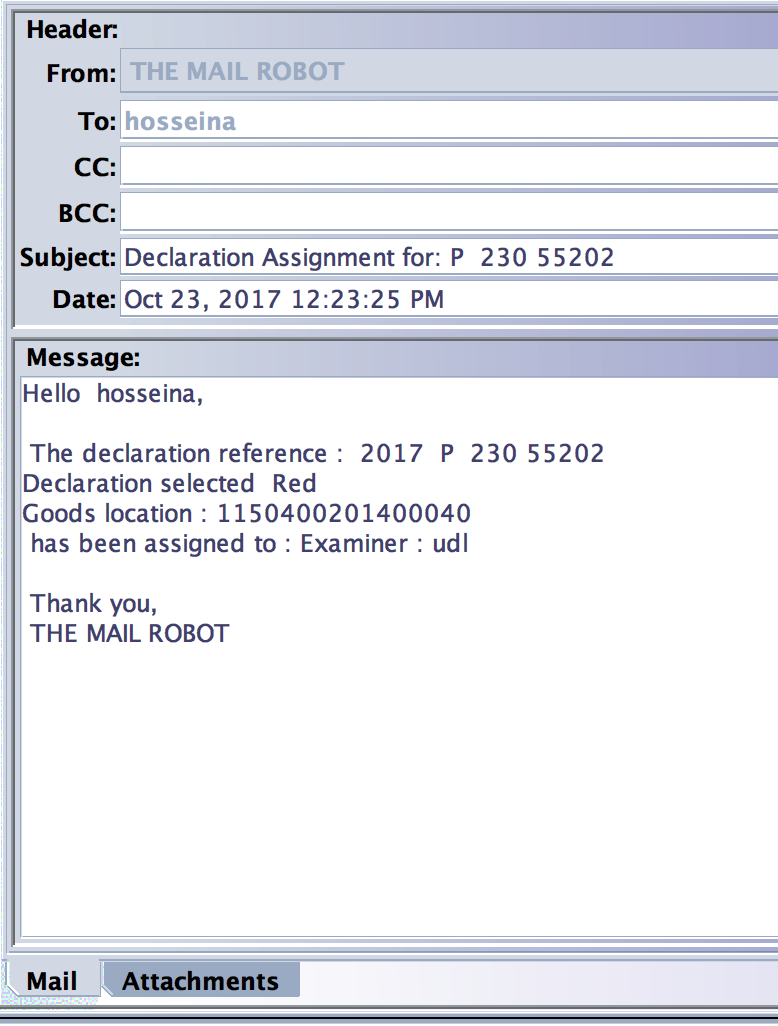 Header:
From: THE MAIL ROBOT
To: hosseina
CC:
BCC:
Subject: Declaration Assignment for: P  230 55202
Date: Oct 23, 2017 12:23:25 PM
Message:
Hello  hosseina,
The declaration reference :  2017  P  230 55202
Declaration selected  Red
Goods location : 1150400201400040
has been assigned to : Examiner : udl
Thank you,
THE MAIL ROBOT
Mail Attachments